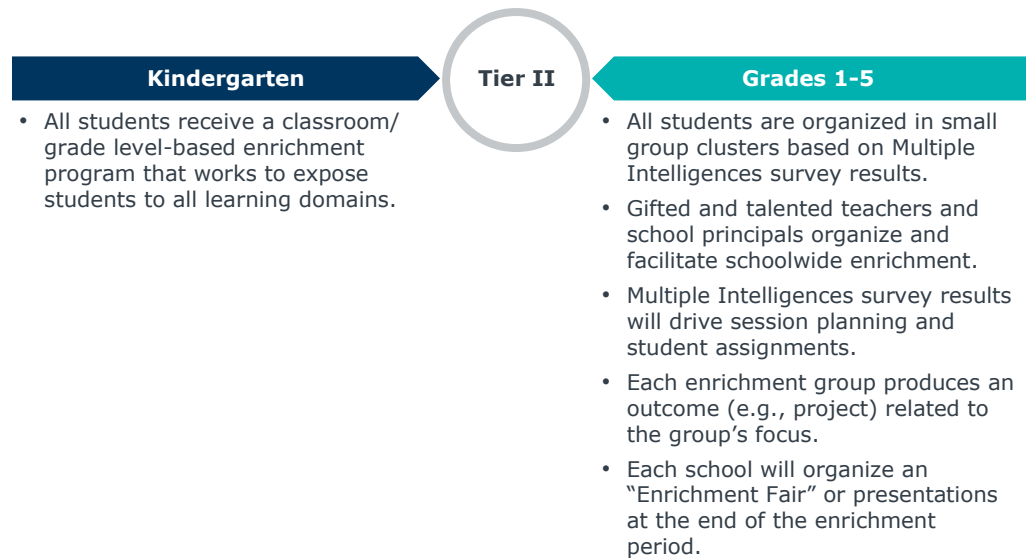 Kindergarten
• All students receive a classroom/
grade level-based enrichment
program that works to expose
students to all learning domains.
Tier II
Grades 1-5
• All students are organized in small
group clusters based on Multiple
Intelligences survey results.
• Gifted and talented teachers and
school principals organize and
facilitate schoolwide enrichment.
• Multiple Intelligences survey results
will drive session planning and
student assignments.
• Each enrichment group produces an
outcome (e.g., project) related to
the group’s focus.
• Each school will organize an
“Enrichment Fair” or presentations
at the end of the enrichment
period.